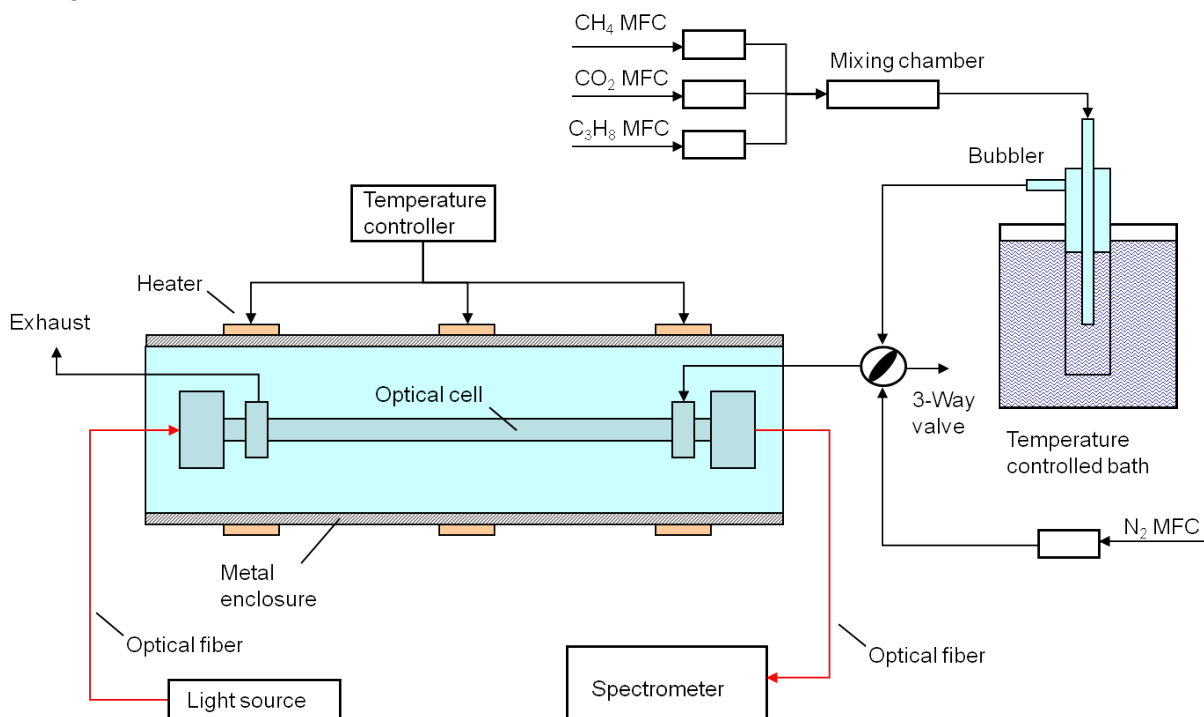 CH₄ MFC
CO₂ MFC
C₃H₈ MFC
Mixing chamber
Bubbler
Temperature
controller
Heater
Exhaust
Optical cell
3-Way
valve
Temperature
controlled bath
N₂ MFC
Metal
enclosure
Optical fiber
Optical fiber
Light source
Spectrometer